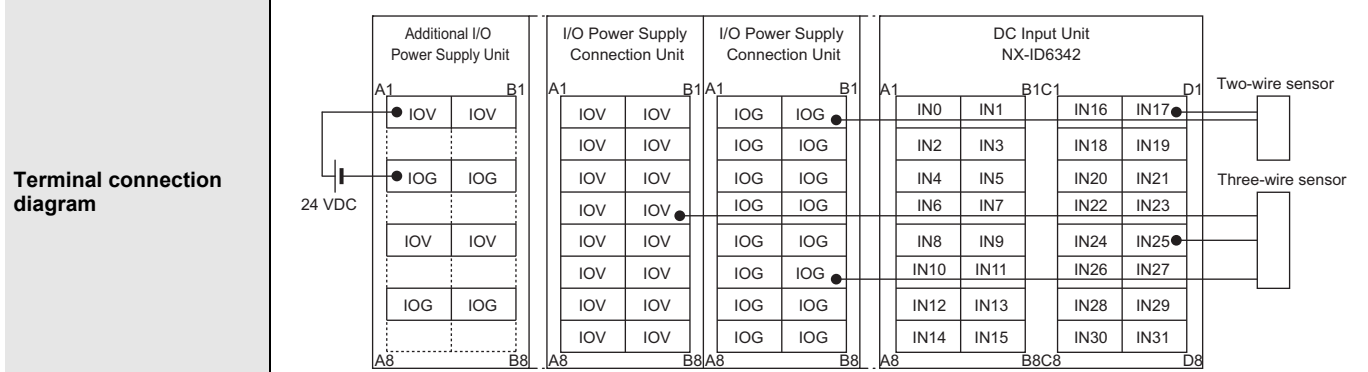 Terminal connection
diagram
Additional I/O
Power Supply Unit
I/O Power Supply
Connection Unit
I/O Power Supply
Connection Unit
DC Input Unit
NX-ID6342
A1 B1 A1 B1 A1 B1 A1 B1 C1 D1
Two-wire sensor
IOV IOV IOV IOV IOG IOG IN0 IN1 IN16 IN17
IOV IOV IOG IOG IN2 IN3 IN18 IN19
IOG IOG IOV IOV IOG IOG IN4 IN5 IN20 IN21
Three-wire sensor
24 VDC
IOV IOV IOG IOG IN6 IN7 IN22 IN23
IOV IOV IOV IOV IOG IOG IN8 IN9 IN24 IN25
IOV IOV IOG IOG IN10 IN11 IN26 IN27
IOG IOG IOV IOV IOG IOG IN12 IN13 IN28 IN29
IOV IOV IOG IOG IN14 IN15 IN30 IN31
A8 B8 A8 B8 A8 B8 A8 B8 C8 D8